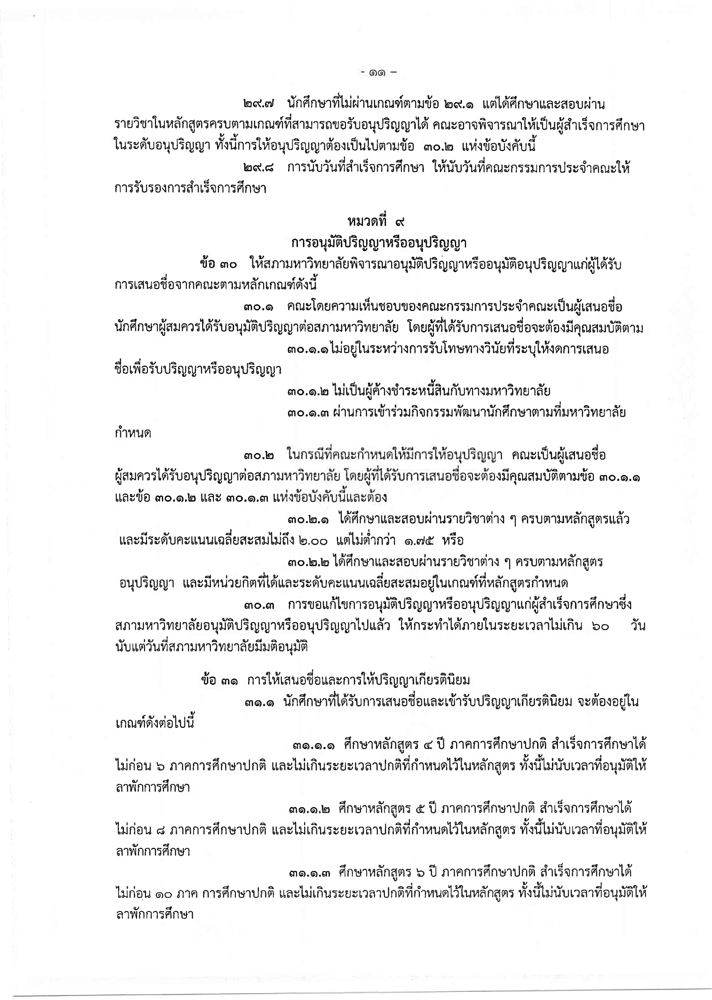 - ๑๑ -
๒๙.๗ นักศึกษาที่ไม่ผ่านเกณฑ์ตามข้อ ๒๙.๑ แต่ได้ศึกษาและสอบผ่าน
รายวิชาในหลักสูตรครบตามเกณฑ์ที่สามารถขอรับอนุปริญญาได้ คณะอาจพิจารณาให้เป็นผู้สำเร็จการศึกษา
ในระดับอนุปริญญา ทั้งนี้การให้อนุปริญญาต้องเป็นไปตามข้อ ๓๐.๒ แห่งข้อบังคับนี้
๒๙.๘ การนับวันที่สำเร็จการศึกษา ให้นับวันที่คณะกรรมการประจำคณะให้
การรับรองการสำเร็จการศึกษา
หมวดที่ ๙
การอนุมัติปริญญาหรืออนุปริญญา
ข้อ ๓๐ ให้สภามหาวิทยาลัยพิจารณาอนุมัติปริญญาหรืออนุมัติอนุปริญญาแก่ผู้ได้รับ
การเสนอชื่อจากคณะตามหลักเกณฑ์ดังนี้
๓๐.๑ คณะโดยความเห็นชอบของคณะกรรมการประจำคณะเป็นผู้เสนอชื่อ
นักศึกษาผู้สมควรได้รับอนุมัติปริญญาต่อสภามหาวิทยาลัย โดยผู้ที่ได้รับการเสนอชื่อจะต้องมีคุณสมบัติตาม
๓๐.๑.๑ ไม่อยู่ในระหว่างการรับโทษทางวินัยที่ระบุให้งดการเสนอ
ชื่อเพื่อรับปริญญาหรืออนุปริญญา
๓๐.๑.๒ ไม่เป็นผู้ค้างชำระหนี้สินกับทางมหาวิทยาลัย
๓๐.๑.๓ ผ่านการเข้าร่วมกิจกรรมพัฒนานักศึกษาตามที่มหาวิทยาลัย
กำหนด
๓๐.๒ ในกรณีที่คณะกำหนดให้มีการให้อนุปริญญา คณะเป็นผู้เสนอชื่อ
ผู้สมควรได้รับอนุปริญญาต่อสภามหาวิทยาลัย โดยผู้ที่ได้รับการเสนอชื่อจะต้องมีคุณสมบัติตามข้อ ๓๐.๑.๑
และข้อ ๓๐.๑.๒ และ ๓๐.๑.๓ แห่งข้อบังคับนี้และต้อง
๓๐.๒.๑ ได้ศึกษาและสอบผ่านรายวิชาต่าง ๆ ครบตามหลักสูตรแล้ว
และมีระดับคะแนนเฉลี่ยสะสมไม่ถึง ๒.๐๐ แต่ไม่ต่ำกว่า ๑.๗๕ หรือ
๓๐.๒.๒ ได้ศึกษาและสอบผ่านรายวิชาต่าง ๆ ครบตามหลักสูตร
อนุปริญญา และมีหน่วยกิตที่ได้และระดับคะแนนเฉลี่ยสะสมอยู่ในเกณฑ์ที่หลักสูตรกำหนด
๓๐.๓ การขอแก้ไขการอนุมัติปริญญาหรืออนุปริญญาแก่ผู้สำเร็จการศึกษาซึ่ง
สภามหาวิทยาลัยอนุมัติปริญญาหรืออนุปริญญาไปแล้ว ให้กระทำได้ภายในระยะเวลาไม่เกิน ๖๐ วัน
นับแต่วันที่สภามหาวิทยาลัยมีมติอนุมัติ
ข้อ ๓๑ การให้เสนอชื่อและการให้ปริญญาเกียรตินิยม
๓๑.๑ นักศึกษาที่ได้รับการเสนอชื่อและเข้ารับปริญญาเกียรตินิยม จะต้องอยู่ใน
เกณฑ์ดังต่อไปนี้
๓๑.๑.๑ ศึกษาหลักสูตร ๔ ปี ภาคการศึกษาปกติ สำเร็จการศึกษาได้
ไม่ก่อน ๖ ภาคการศึกษาปกติ และไม่เกินระยะเวลาปกติที่กำหนดไว้ในหลักสูตร ทั้งนี้ไม่นับเวลาที่อนุมัติให้
ลาพักการศึกษา
๓๑.๑.๒ ศึกษาหลักสูตร ๕ ปี ภาคการศึกษาปกติ สำเร็จการศึกษาได้
ไม่ก่อน ๘ ภาคการศึกษาปกติ และไม่เกินระยะเวลาปกติที่กำหนดไว้ในหลักสูตร ทั้งนี้ไม่นับเวลาที่อนุมัติให้
ลาพักการศึกษา
๓๑.๑.๓ ศึกษาหลักสูตร ๖ ปี ภาคการศึกษาปกติ สำเร็จการศึกษาได้
ไม่ก่อน ๑๐ ภาค การศึกษาปกติ และไม่เกินระยะเวลาปกติที่กำหนดไว้ในหลักสูตร ทั้งนี้ไม่นับเวลาที่อนุมัติให้
ลาพักการศึกษา